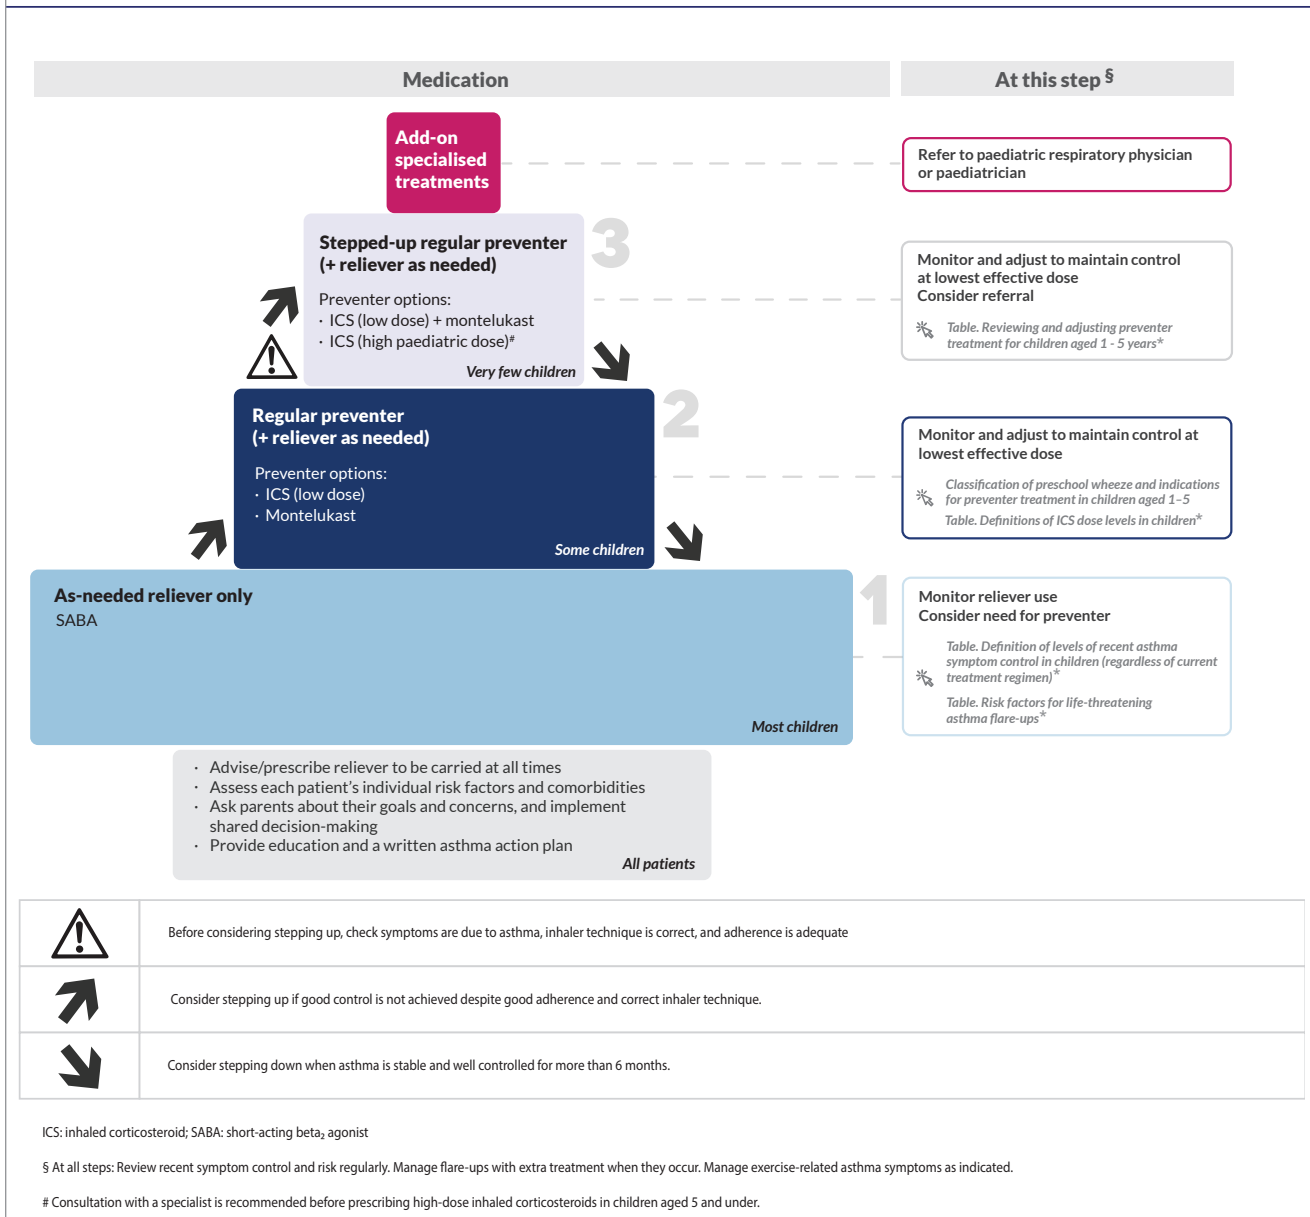 Medication
At this step §
Add-on
specialised
treatments
Refer to paediatric respiratory physician
or paediatrician
3
Stepped-up regular preventer
(+ reliever as needed)
Preventer options:
· ICS (low dose) + montelukast
· ICS (high paediatric dose)#
Very few children
Monitor and adjust to maintain control
at lowest effective dose
Consider referral
Table. Reviewing and adjusting preventer
treatment for children aged 1 - 5 years*
2
Regular preventer
(+ reliever as needed)
Preventer options:
· ICS (low dose)
· Montelukast
Some children
Monitor and adjust to maintain control at
lowest effective dose
Classification of preschool wheeze and indications
for preventer treatment in children aged 1–5
Table. Definitions of ICS dose levels in children*
1
As-needed reliever only
SABA
Most children
Monitor reliever use
Consider need for preventer
Table. Definition of levels of recent asthma
symptom control in children (regardless of current
treatment regimen)*
Table. Risk factors for life-threatening
asthma flare-ups*
· Advise/prescribe reliever to be carried at all times
· Assess each patient's individual risk factors and comorbidities
· Ask parents about their goals and concerns, and implement
shared decision-making
· Provide education and a written asthma action plan
All patients
Before considering stepping up, check symptoms are due to asthma, inhaler technique is correct, and adherence is adequate
Consider stepping up if good control is not achieved despite good adherence and correct inhaler technique.
Consider stepping down when asthma is stable and well controlled for more than 6 months.
ICS: inhaled corticosteroid; SABA: short-acting beta₂ agonist
§ At all steps: Review recent symptom control and risk regularly. Manage flare-ups with extra treatment when they occur. Manage exercise-related asthma symptoms as indicated.
# Consultation with a specialist is recommended before prescribing high-dose inhaled corticosteroids in children aged 5 and under.